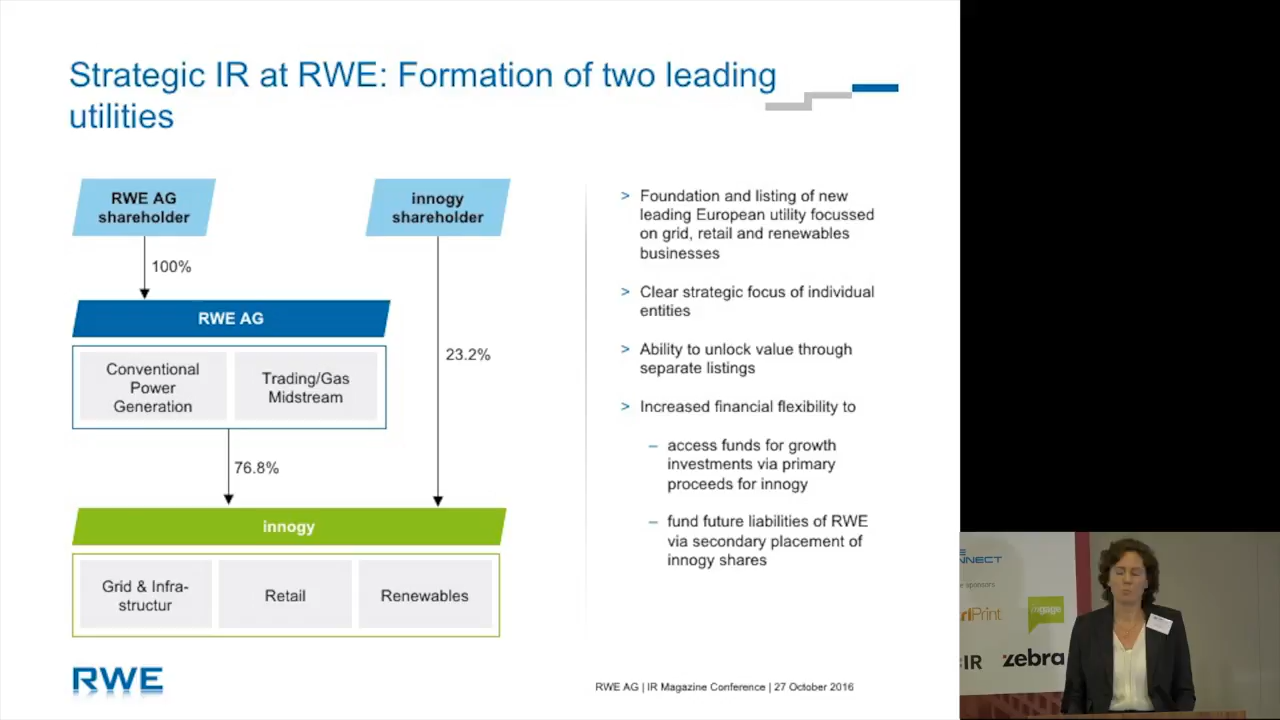 Strategic IR at RWE: Formation of two leading
utilities
RWE AG
shareholder
innogy
shareholder
100%
RWE AG
23.2%
Conventional
Power
Generation
Trading/Gas
Midstream
76.8%
innogy
Grid & Infra-
structur
Retail
Renewables
> Foundation and listing of new
leading European utility focussed
on grid, retail and renewables
businesses
> Clear strategic focus of individual
entities
> Ability to unlock value through
separate listings
> Increased financial flexibility to
– access funds for growth
investments via primary
proceeds for innogy
– fund future liabilities of RWE
via secondary placement of
innogy shares
RWE
RWE AG | IR Magazine Conference | 27 October 2016
sponsors
Print
ingage
:IR
zebra